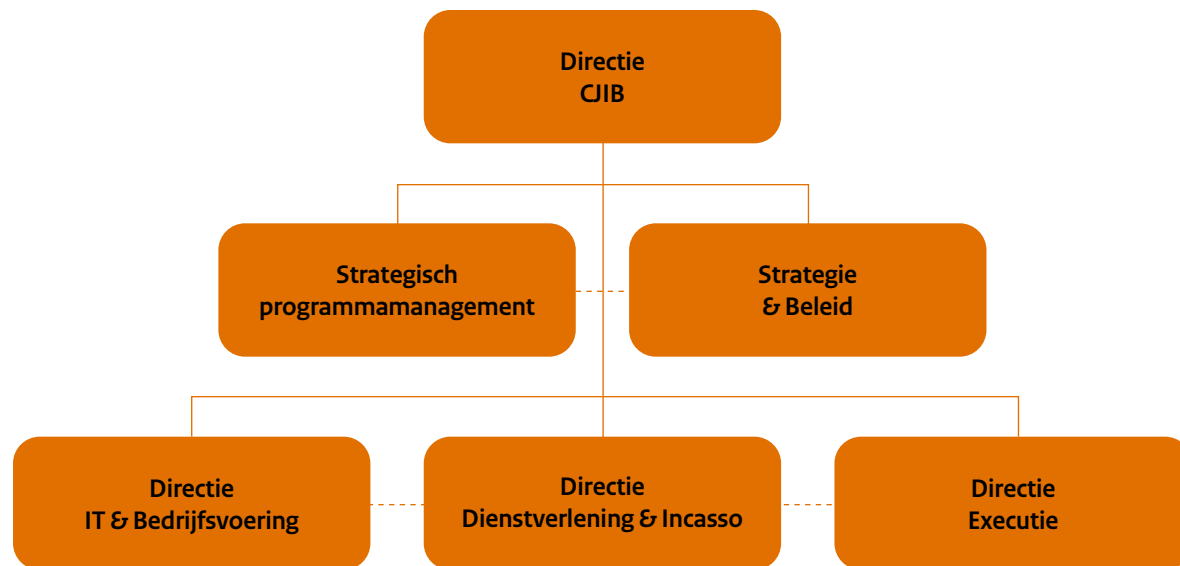 Directie
CJIB
Strategisch
programmamanagement
Strategie
& Beleid
Directie
IT & Bedrijfsvoering
Directie
Dienstverlening & Incasso
Directie
Executie